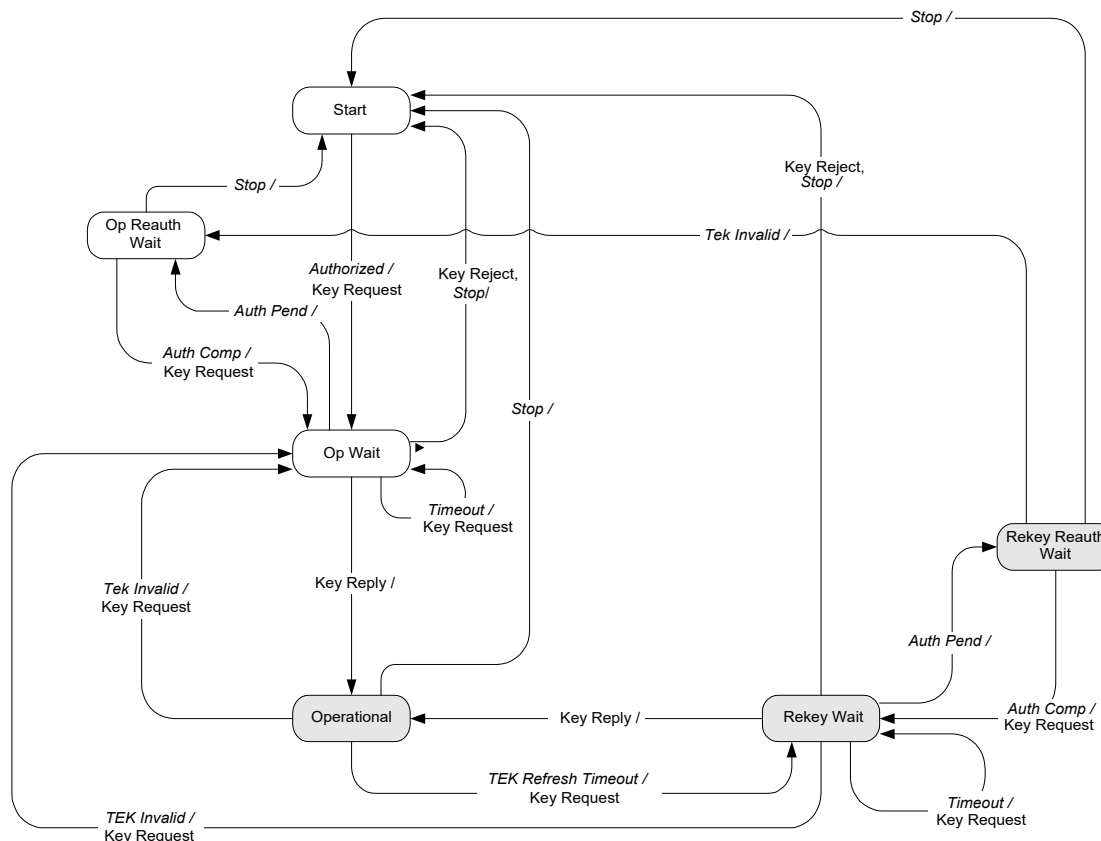 Stop /
Start
Key Reject,
Stop /
Stop /
Op Reauth
Wait
Tek Invalid /
Authorized /
Key Request
Key Reject,
Stop/
Auth Pend /
Auth Comp /
Key Request
Stop /
Op Wait
Timeout /
Key Request
Rekey Reauth
Wait
Tek Invalid /
Key Request
Key Reply /
Auth Pend /
Operational
Key Reply /
Rekey Wait
Auth Comp /
Key Request
TEK Refresh Timeout /
Key Request
Timeout /
Key Request
TEK Invalid /
Key Request